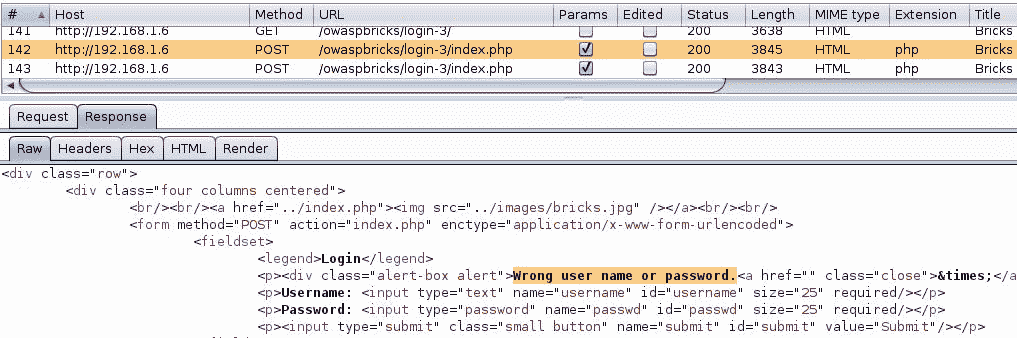 # Host Method URL Params Edited Status Length MIME type Extension Title
141 http://192.168.1.6 GET /owaspbricks/login-3/ 200 3638 HTML Bricks
142 http://192.168.1.6 POST /owaspbricks/login-3/index.php 200 3845 HTML php Bricks
143 http://192.168.1.6 POST /owaspbricks/login-3/index.php 200 3843 HTML php Bricks
Request Response
Raw Headers Hex HTML Render
<div class="row">
<div class="four columns centered">
<br/><br/><a href="../index.php"><img src="../images/bricks.jpg" /></a><br/><br/>
<form method="POST" action="index.php" enctype="application/x-www-form-urlencoded">
<fieldset>
<legend>Login</legend>
<p><div class="alert-box alert">Wrong user name or password.<a href="" class="close">&times;</a
<p>Username: <input type="text" name="username" id="username" size="25" required/></p>
<p>Password: <input type="password" name="passwd" id="passwd" size="25" required/></p>
<p><input type="submit" class="small button" name="submit" id="submit" value="Submit"/></p>